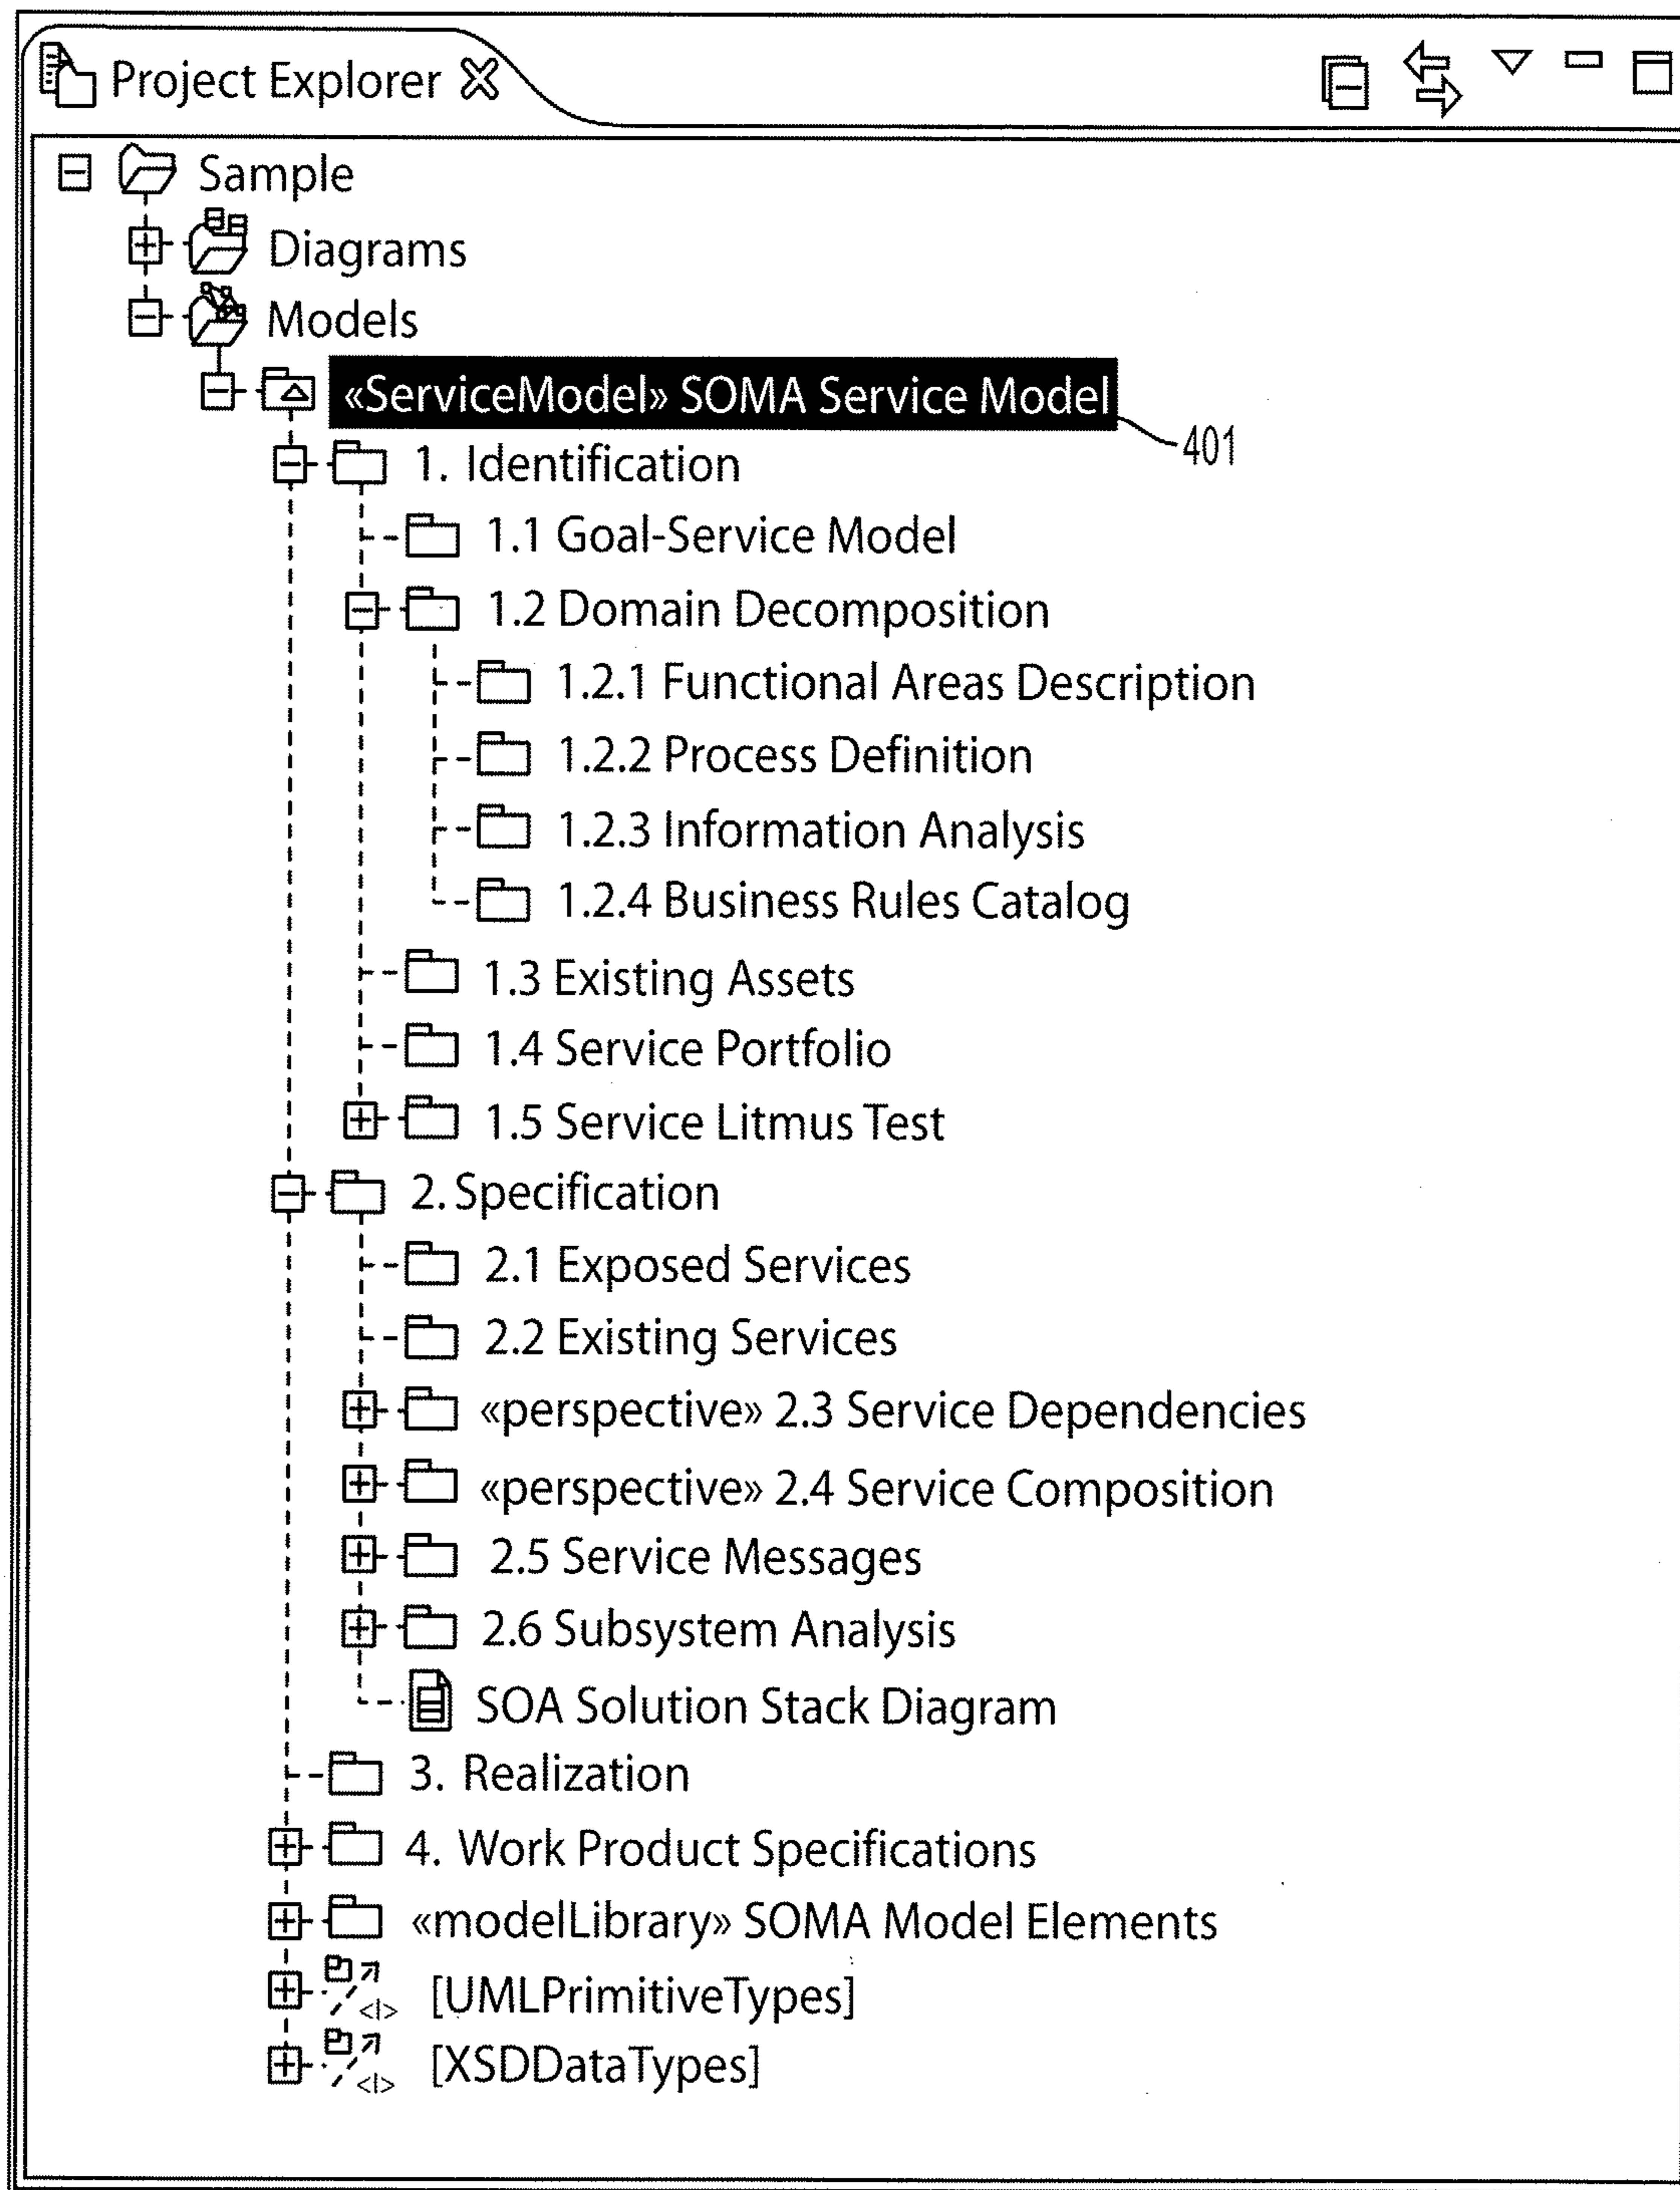 Project Explorer
Sample
Diagrams
Models
«ServiceModel» SOMA Service Model
401
1. Identification
1.1 Goal-Service Model
1.2 Domain Decomposition
1.2.1 Functional Areas Description
1.2.2 Process Definition
1.2.3 Information Analysis
1.2.4 Business Rules Catalog
1.3 Existing Assets
1.4 Service Portfolio
1.5 Service Litmus Test
2. Specification
2.1 Exposed Services
2.2 Existing Services
«perspective» 2.3 Service Dependencies
«perspective» 2.4 Service Composition
2.5 Service Messages
2.6 Subsystem Analysis
SOA Solution Stack Diagram
3. Realization
4. Work Product Specifications
«modelLibrary» SOMA Model Elements
[UMLPrimitiveTypes]
[XSDDataTypes]